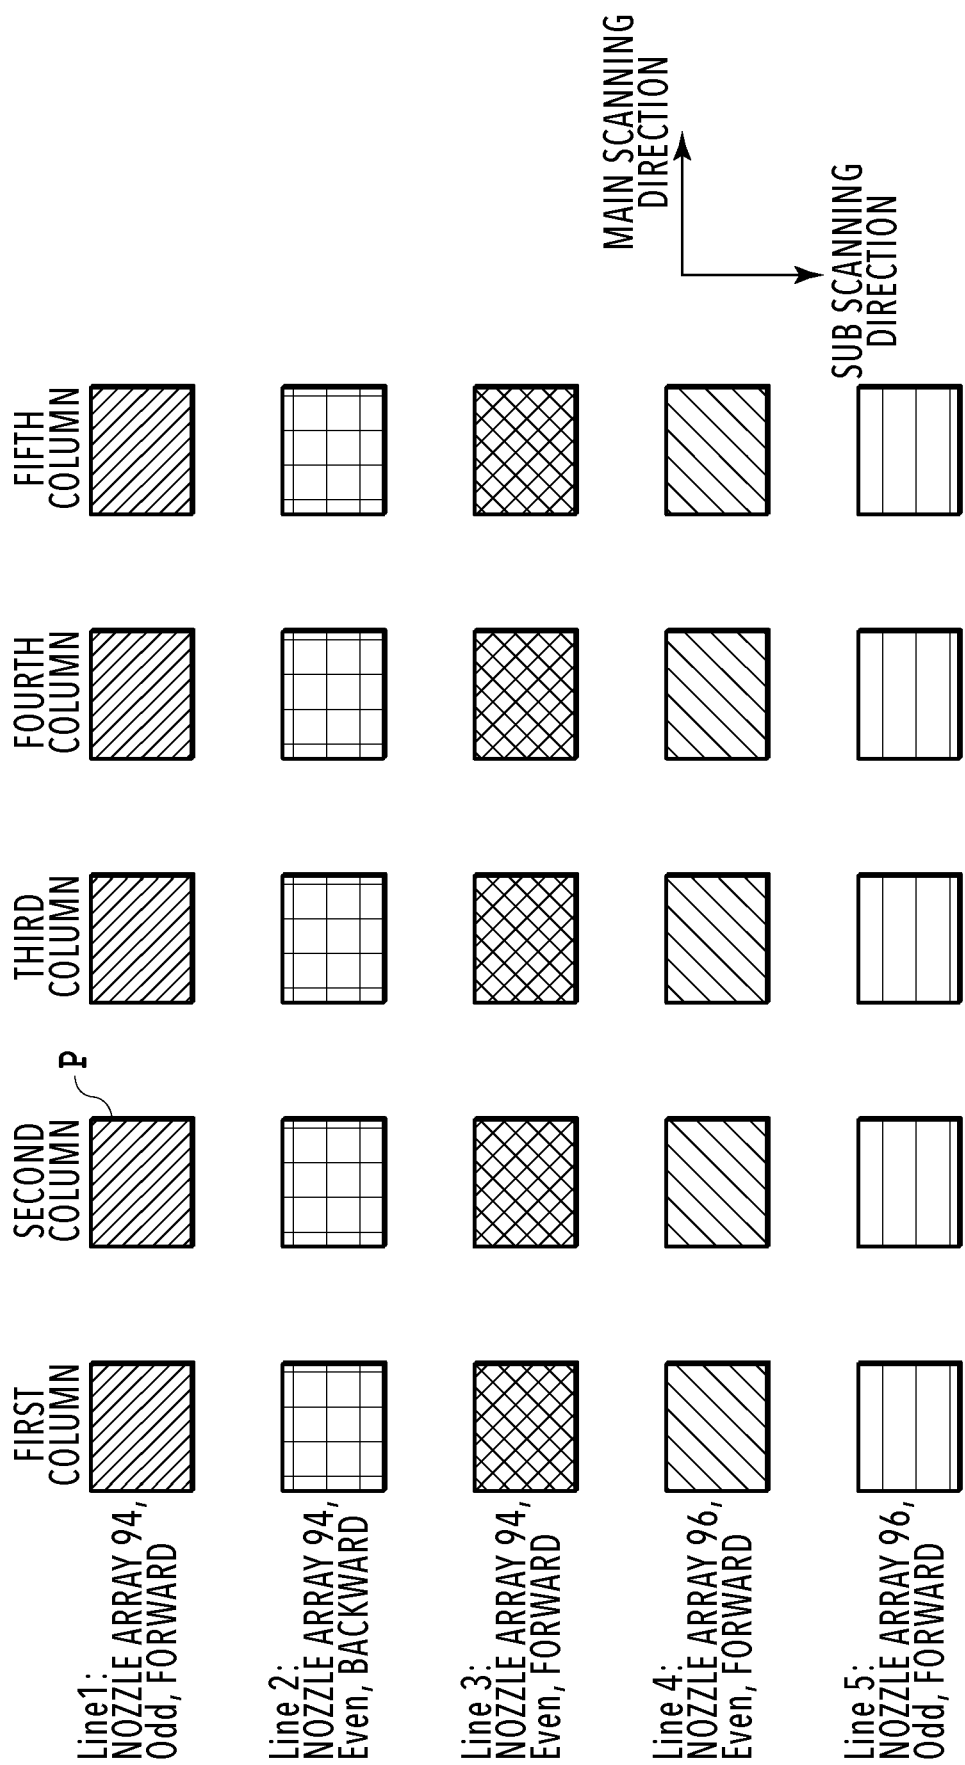 FIRST
COLUMN
SECOND
COLUMN
THIRD
COLUMN
FOURTH
COLUMN
FIFTH
COLUMN
P
Line1:
NOZZLE ARRAY 94,
Odd, FORWARD
Line 2:
NOZZLE ARRAY 94,
Even, BACKWARD
Line 3:
NOZZLE ARRAY 94,
Even, FORWARD
Line 4:
NOZZLE ARRAY 96,
Even, FORWARD
Line 5:
NOZZLE ARRAY 96,
Odd, FORWARD
MAIN SCANNING
DIRECTION
SUB SCANNING
DIRECTION